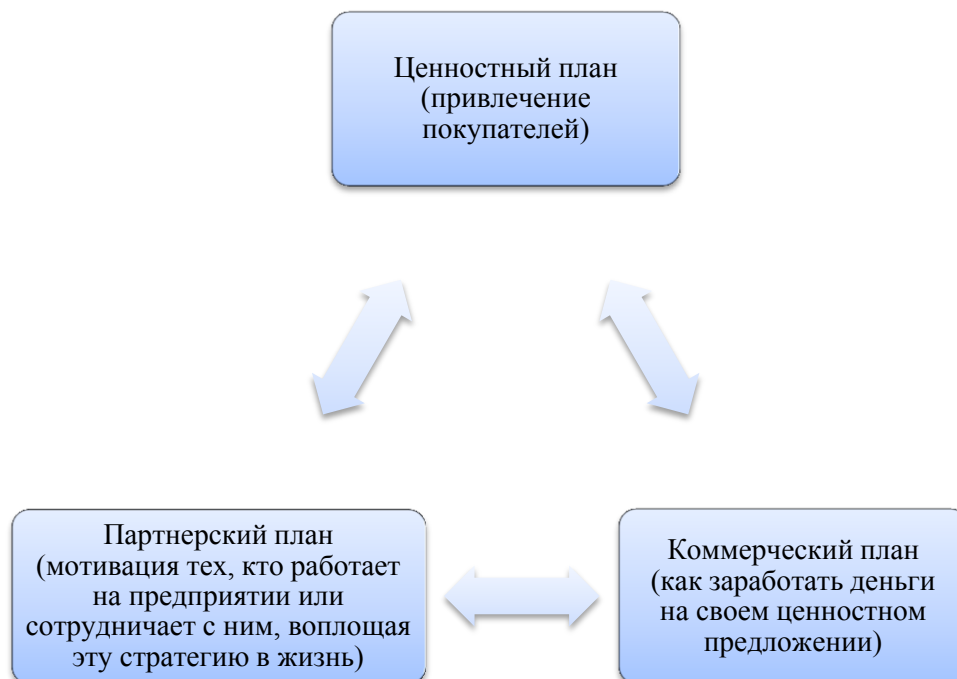 Ценностный план
(привлечение
покупателей)
Партнерский план
(мотивация тех, кто работает
на предприятии или
сотрудничает с ним, воплощая
эту стратегию в жизнь)
Коммерческий план
(как заработать деньги
на своем ценностном
предложении)